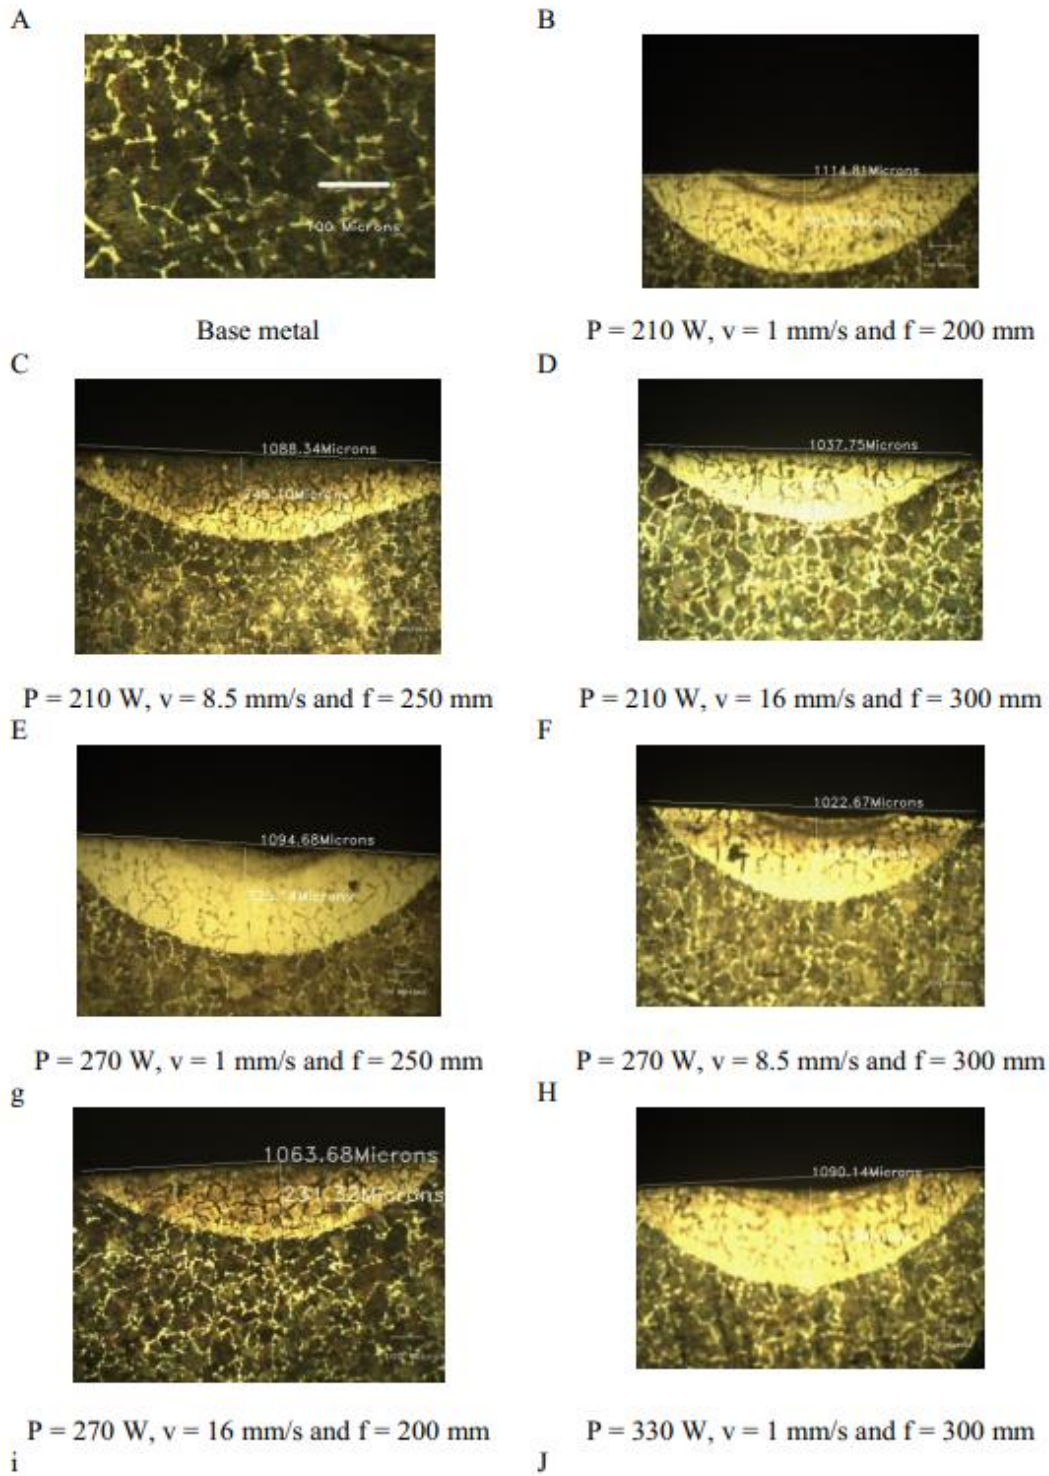 A
B
100 Microns
1114.81Microns
Base metal
P = 210 W, v = 1 mm/s and f = 200 mm
C
D
1088.34Microns
1037.75Microns
P = 210 W, v = 8.5 mm/s and f = 250 mm
P = 210 W, v = 16 mm/s and f = 300 mm
E
F
1094.68Microns
1022.67Microns
P = 270 W, v = 1 mm/s and f = 250 mm
P = 270 W, v = 8.5 mm/s and f = 300 mm
g
H
1063.68Microns
231.32Microns
1090.14Microns
P = 270 W, v = 16 mm/s and f = 200 mm
P = 330 W, v = 1 mm/s and f = 300 mm
i
J